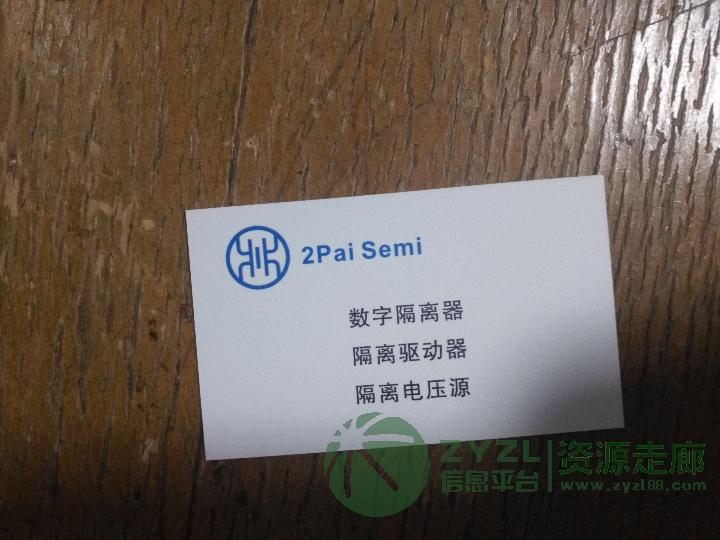 2Pai Semi
数字隔离器
隔离驱动器
隔离电压源
ZYZL
信息平台
资源走廊
www.zyzl88.com